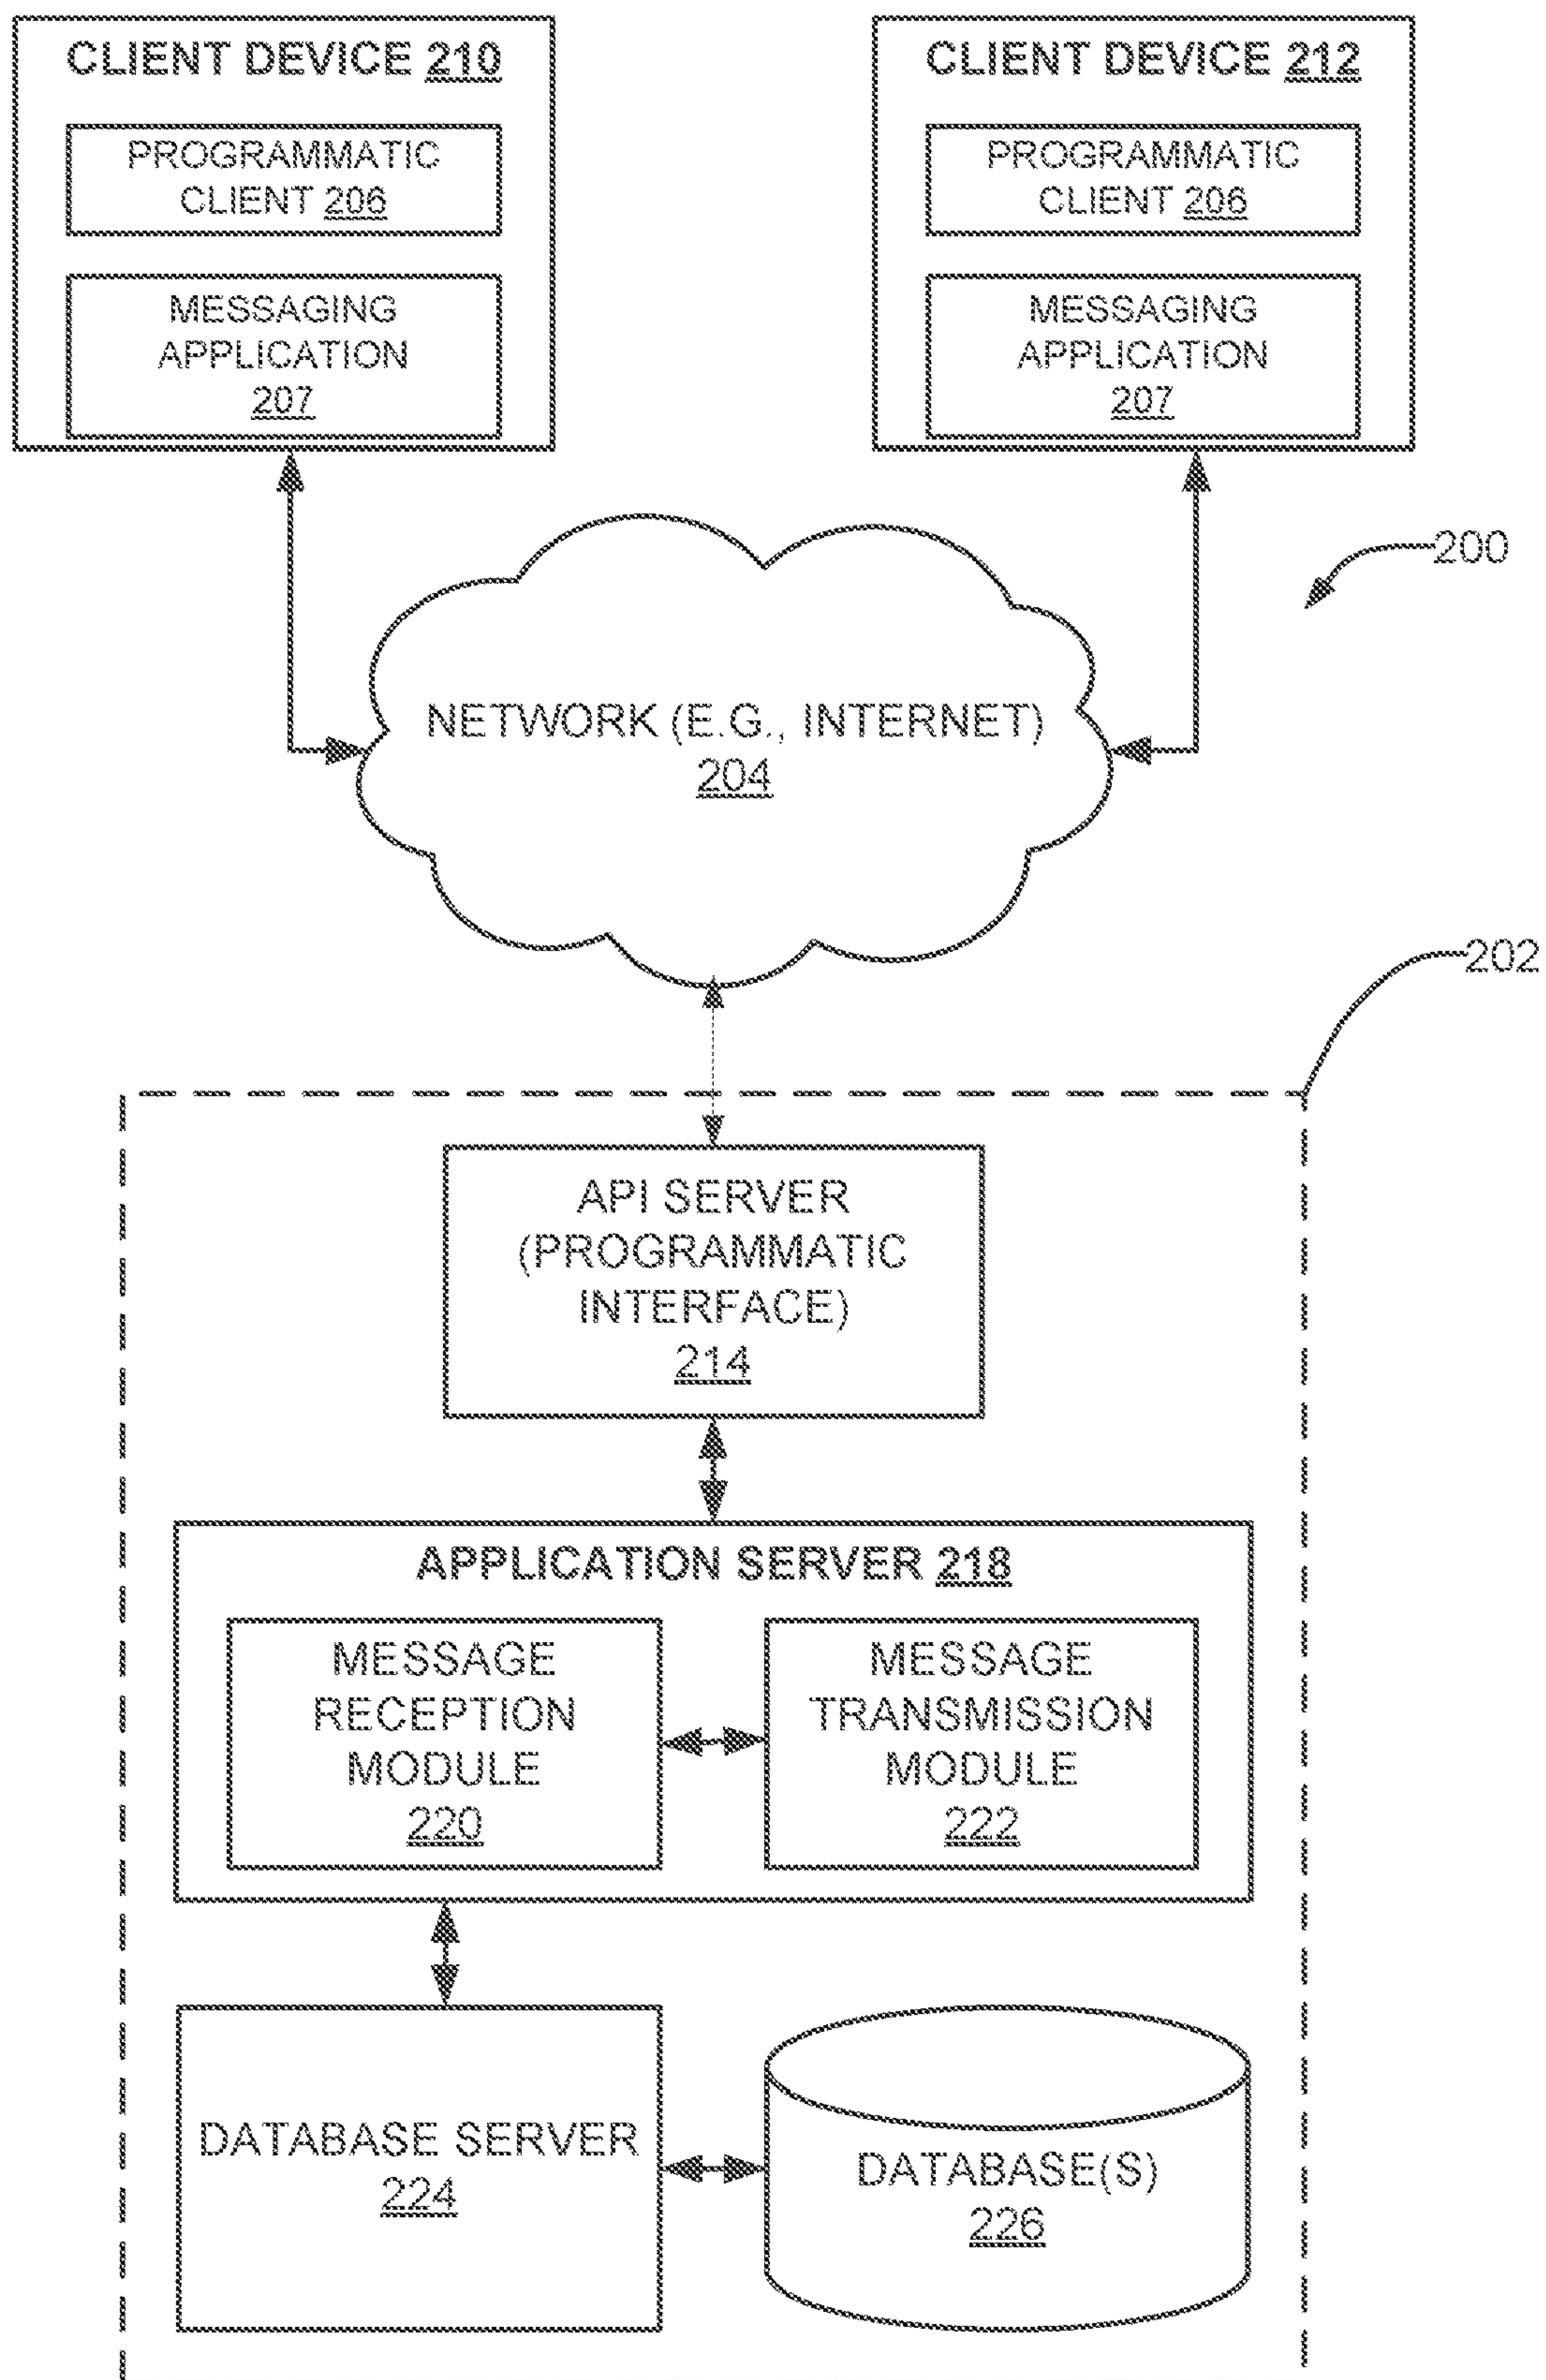 CLIENT DEVICE 210
PROGRAMMATIC
CLIENT 206
MESSAGING
APPLICATION
207
CLIENT DEVICE 212
PROGRAMMATIC
CLIENT 206
MESSAGING
APPLICATION
207
200
NETWORK (E.G., INTERNET)
204
202
API SERVER
(PROGRAMMATIC
INTERFACE)
214
APPLICATION SERVER 218
MESSAGE
RECEPTION
MODULE
220
MESSAGE
TRANSMISSION
MODULE
222
DATABASE SERVER
224
DATABASE(S)
226